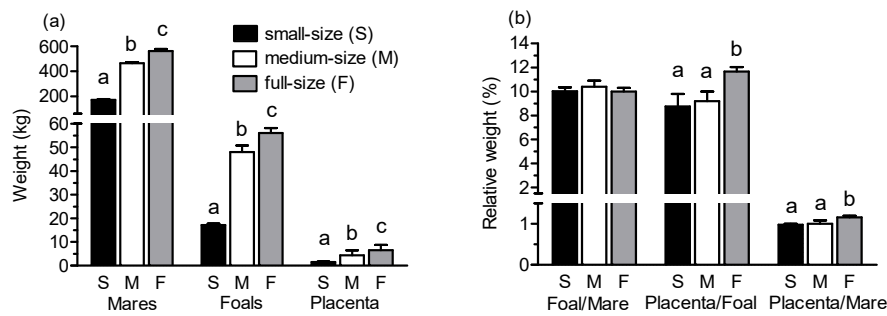 (a)
small-size (S)
medium-size (M)
full-size (F)
Weight (kg)
600
400
200
60
50
40
30
20
10
0
a b c
a b c
a b c
S M F S M F S M F
Mares Foals Placenta
(b)
Relative weight (%)
14
12
10
8
6
4
2
1
0
a a b
a a b
S M F S M F S M F
Foal/Mare Placenta/Foal Placenta/Mare